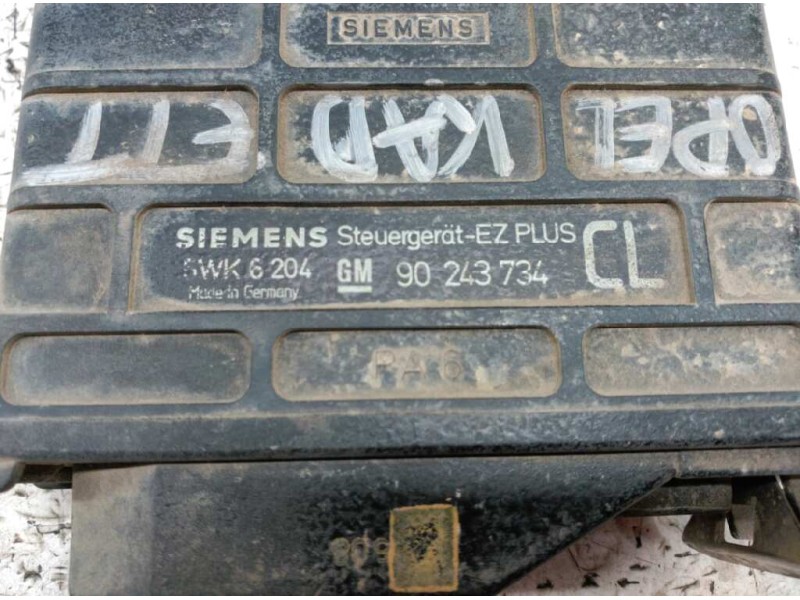 SIEMENS
OPEL KAD E11
SIEMENS Steuergerät-EZ PLUS CL
5WK 6 204 GM 90 243 734
Made in Germany
PA 6